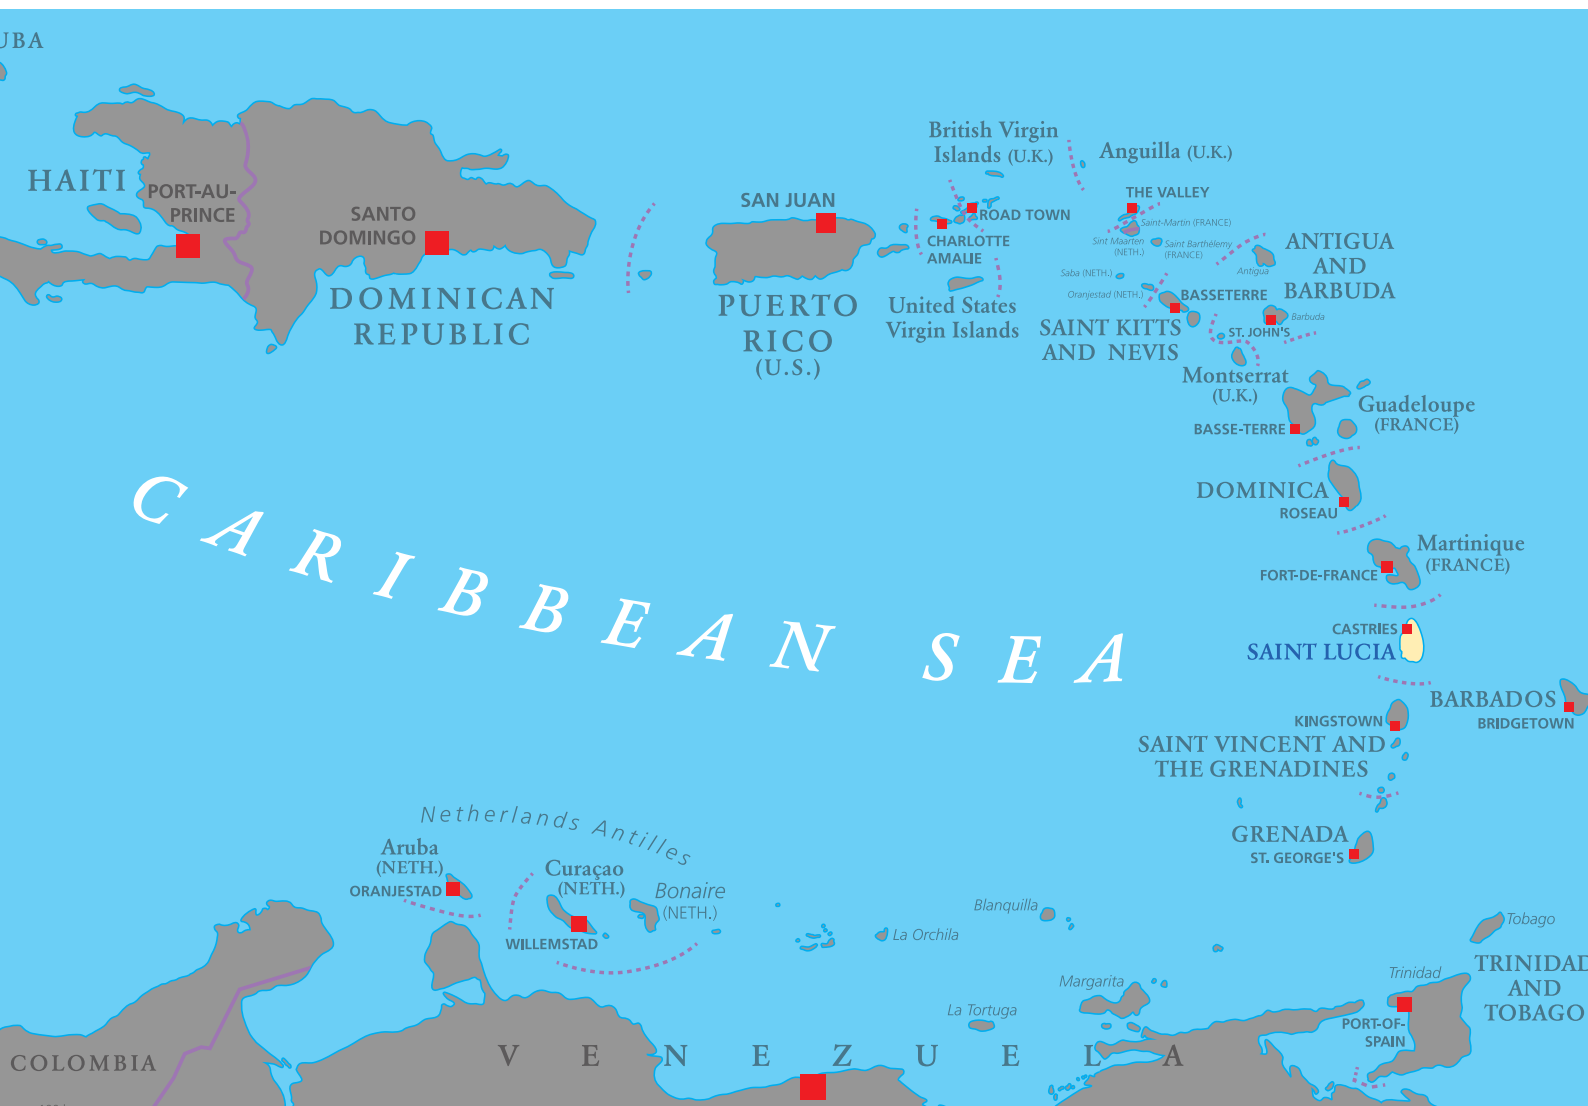 UBA
HAITI
PORT-AU-
PRINCE
SANTO
DOMINGO
DOMINICAN
REPUBLIC
SAN JUAN
PUERTO
RICO
(U.S.)
British Virgin
Islands (U.K.)
ROAD TOWN
CHARLOTTE
AMALIE
United States
Virgin Islands
Anguilla (U.K.)
THE VALLEY
Saint-Martin (FRANCE)
Sint Maarten
(NETH.)
Saint Barthélemy
(FRANCE)
Saba (NETH.)
Oranjestad (NETH.)
BASSETERRE
SAINT KITTS
AND NEVIS
ANTIGUA
AND
BARBUDA
Antigua
Barbuda
ST. JOHN'S
Montserrat
(U.K.)
Guadeloupe
(FRANCE)
BASSE-TERRE
DOMINICA
ROSEAU
Martinique
(FRANCE)
FORT-DE-FRANCE
CARIBBEAN SEA
CASTRIES
SAINT LUCIA
BARBADOS
BRIDGETOWN
KINGSTOWN
SAINT VINCENT AND
THE GRENADINES
GRENADA
ST. GEORGE'S
Netherlands Antilles
Aruba
(NETH.)
ORANJESTAD
Curaçao
(NETH.)
WILLEMSTAD
Bonaire
(NETH.)
La Orchila
Blanquilla
Margarita
La Tortuga
Tobago
Trinidad
TRINIDAD
AND
TOBAGO
PORT-OF-
SPAIN
COLOMBIA
VENEZUELA